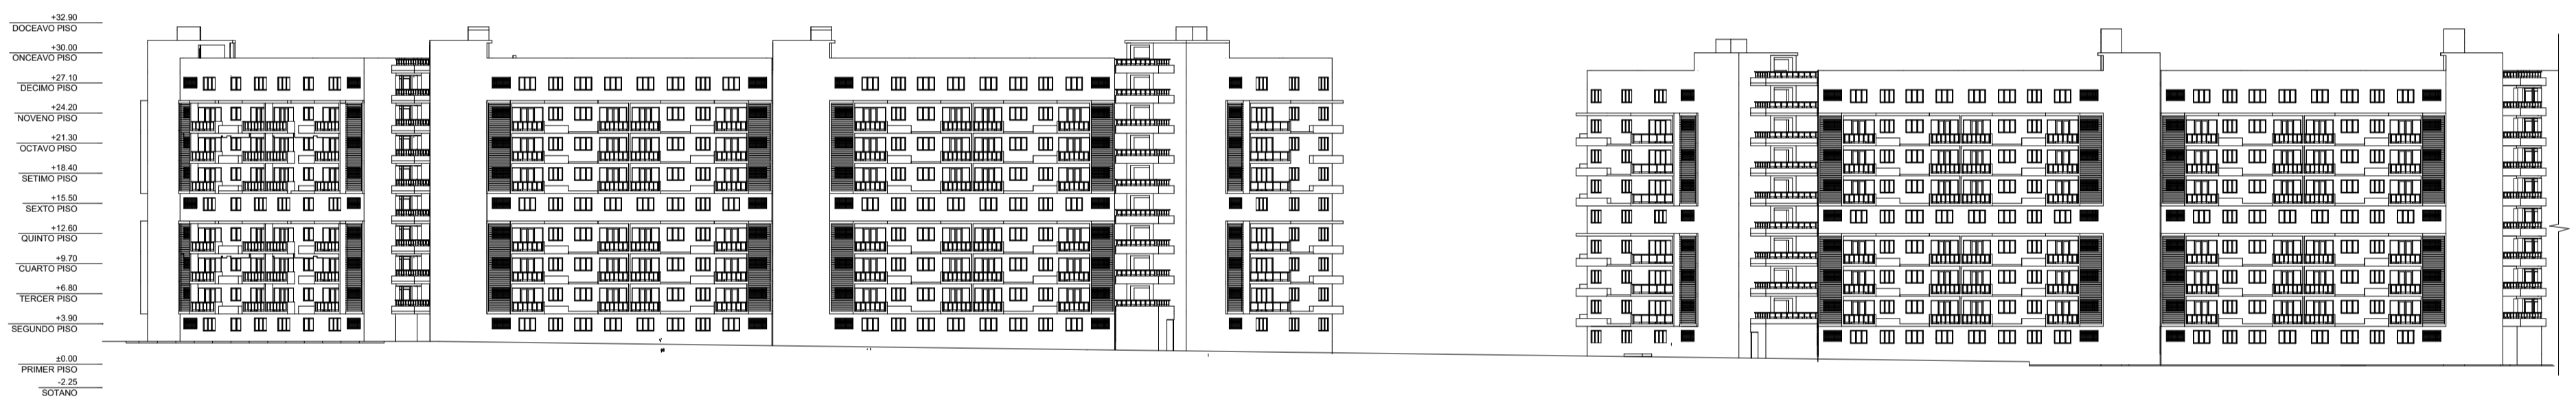 +32.90
DOCEAVO PISO
+30.00
ONCEAVO PISO
+27.10
DECIMO PISO
+24.20
NOVENO PISO
+21.30
OCTAVO PISO
+18.40
SETIMO PISO
+15.50
SEXTO PISO
+12.60
QUINTO PISO
+9.70
CUARTO PISO
+6.80
TERCER PISO
+3.90
SEGUNDO PISO
±0.00
PRIMER PISO
-2.25
SOTANO